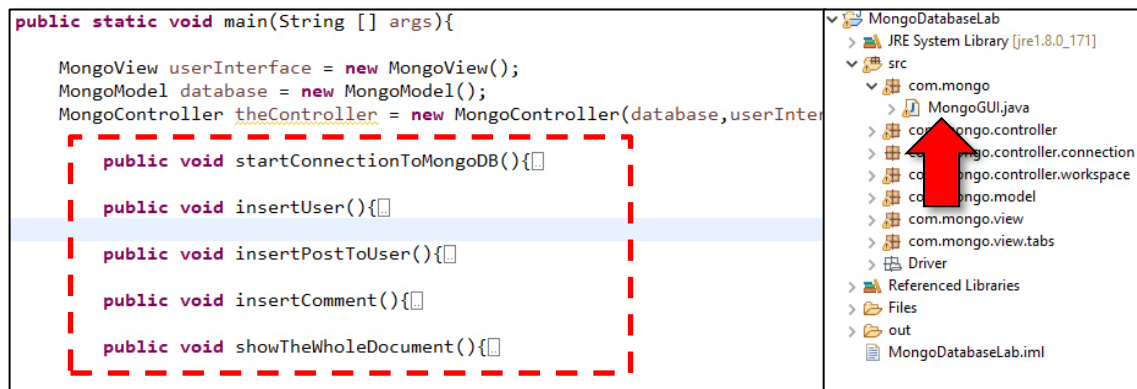 public static void main(String [] args){
MongoView userInterface = new MongoView();
MongoModel database = new MongoModel();
MongoController theController = new MongoController(database,userInter
public void startConnectionToMongoDB(){
public void insertUser(){
public void insertPostToUser(){
public void insertComment(){
public void showTheWholeDocument(){
MongoDatabaseLab
JRE System Library [jre1.8.0_171]
src
com.mongo
MongoGUI.java
com.mongo.controller
com.mongo.controller.connection
com.mongo.controller.workspace
com.mongo.model
com.mongo.view
com.mongo.view.tabs
Driver
Referenced Libraries
Files
out
MongoDatabaseLab.iml